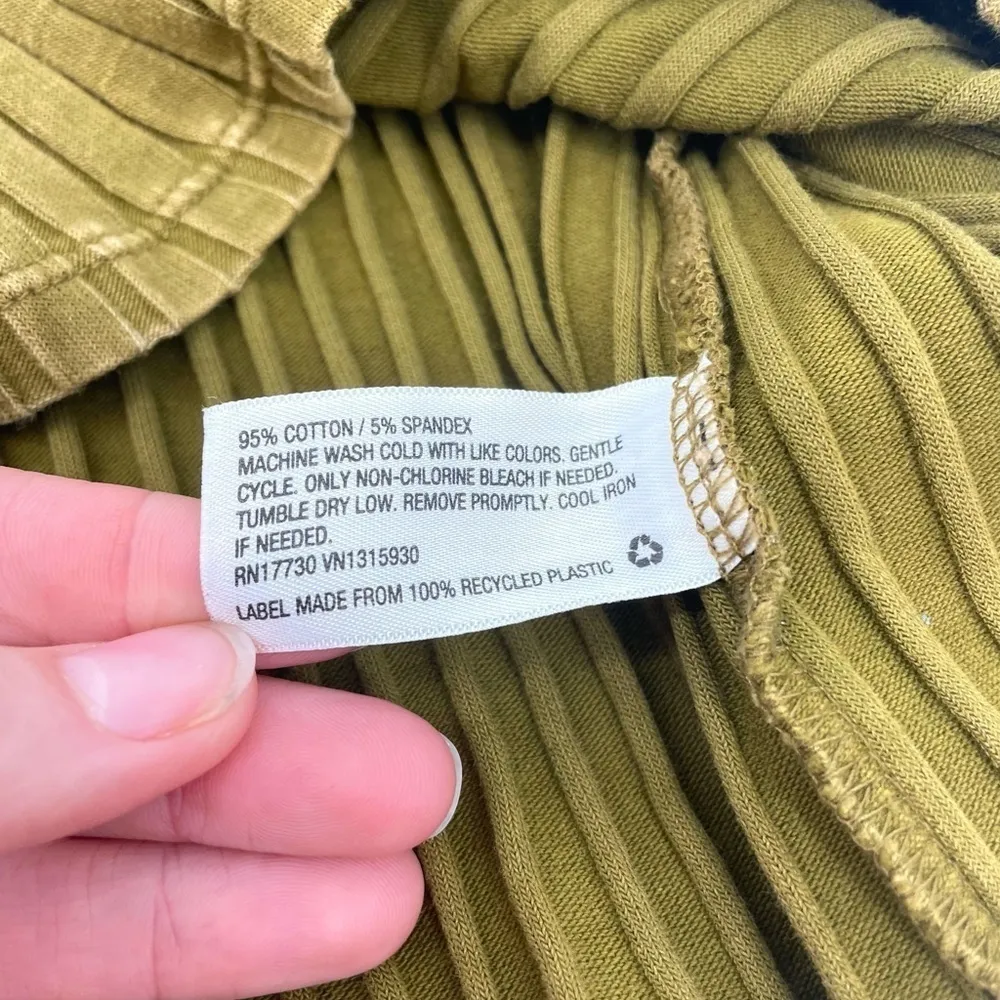 95% COTTON / 5% SPANDEX
MACHINE WASH COLD WITH LIKE COLORS. GENTLE
CYCLE. ONLY NON-CHLORINE BLEACH IF NEEDED.
TUMBLE DRY LOW. REMOVE PROMPTLY. COOL IRON
IF NEEDED.
RN17730 VN1315930
LABEL MADE FROM 100% RECYCLED PLASTIC